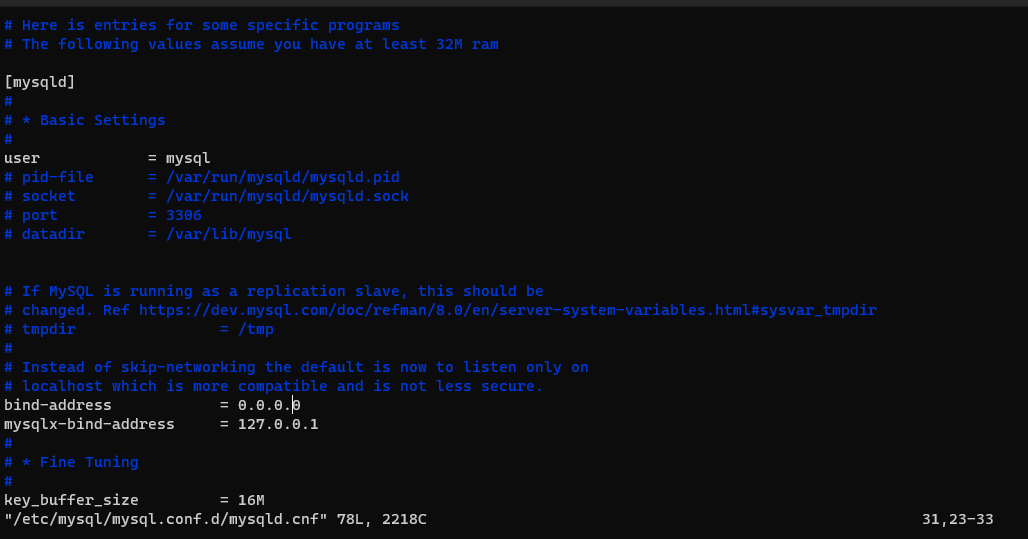 # Here is entries for some specific programs
# The following values assume you have at least 32M ram
[mysqld]
#
# * Basic Settings
#
user            = mysql
# pid-file      = /var/run/mysqld/mysqld.pid
# socket        = /var/run/mysqld/mysqld.sock
# port          = 3306
# datadir       = /var/lib/mysql
# If MySQL is running as a replication slave, this should be
# changed. Ref https://dev.mysql.com/doc/refman/8.0/en/server-system-variables.html#sysvar_tmpdir
# tmpdir                = /tmp
#
# Instead of skip-networking the default is now to listen only on
# localhost which is more compatible and is not less secure.
bind-address            = 0.0.0.0
mysqlx-bind-address     = 127.0.0.1
#
# * Fine Tuning
#
key_buffer_size         = 16M
"/etc/mysql/mysql.conf.d/mysqld.cnf" 78L, 2218C                                                       31,23-33